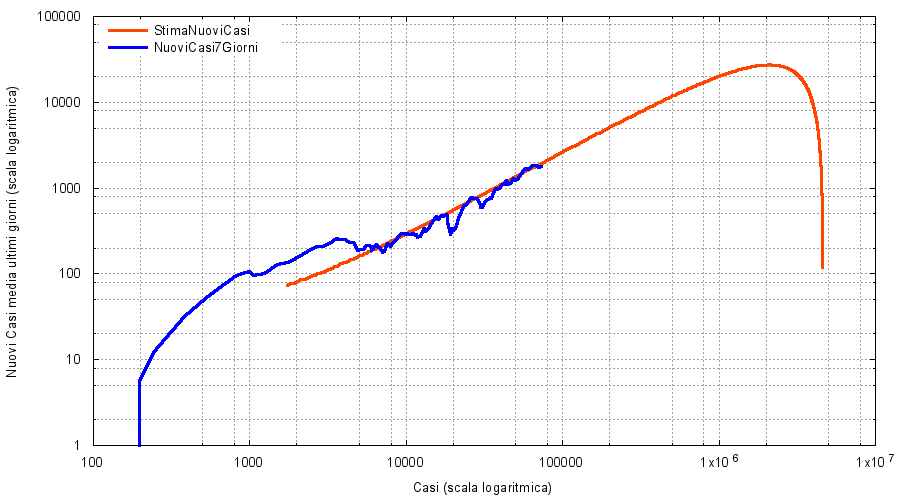 100000
10000
1000
100
10
1
StimaNuoviCasi
NuoviCasi7Giorni
Nuovi Casi media ultimi giorni (scala logaritmica)
100 1000 10000 100000 1x10^6 1x10^7
Casi (scala logaritmica)